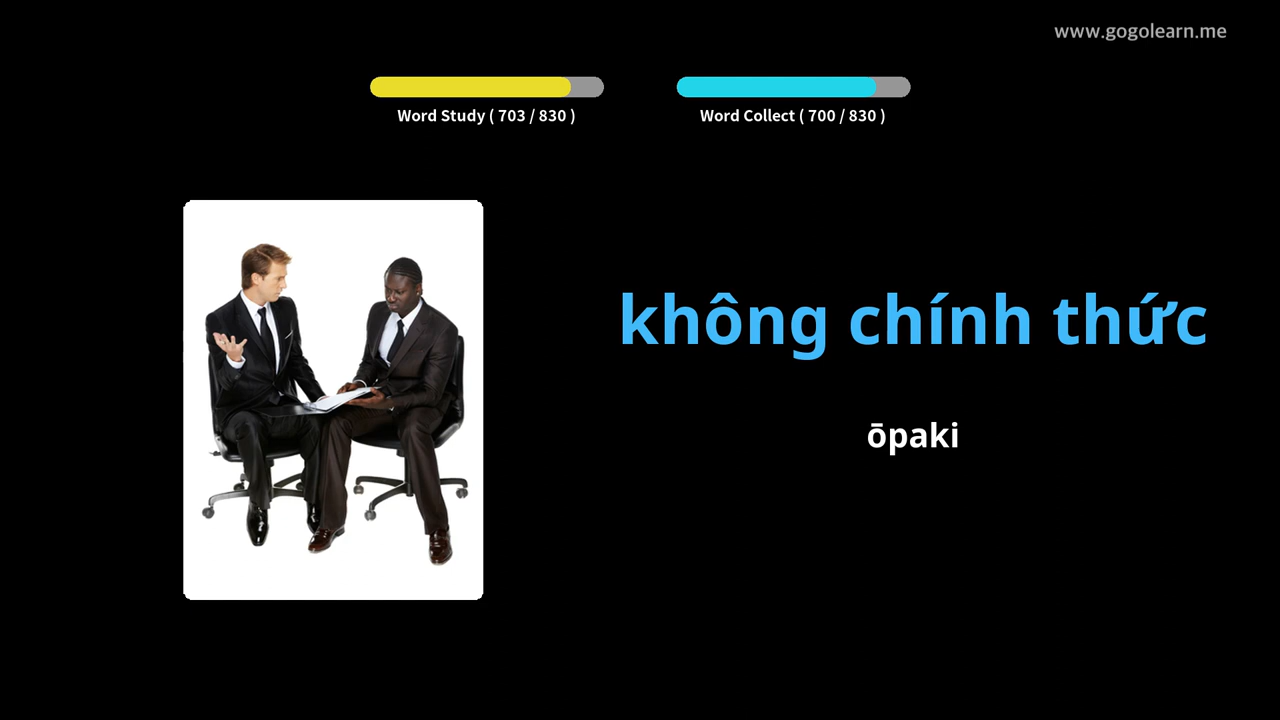 www.gogolearn.me
Word Study ( 703 / 830 )
Word Collect ( 700 / 830 )
không chính thức
ōpaki